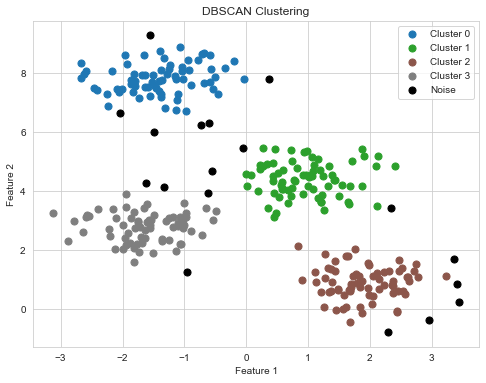 DBSCAN Clustering
Cluster 0
Cluster 1
Cluster 2
Cluster 3
Noise
8
6
4
2
0
Feature 2
−3
−2
−1
0
1
2
3
Feature 1